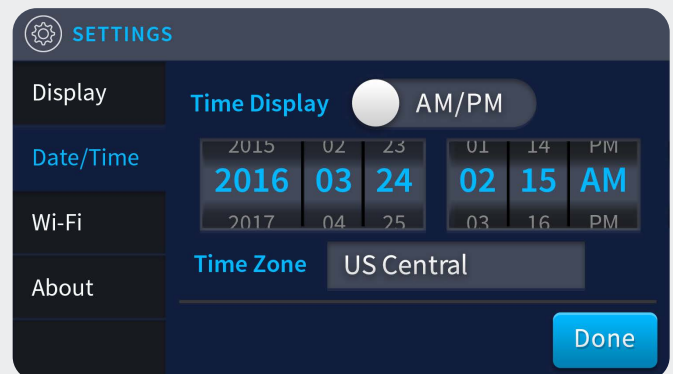 SETTINGS
Display
Time Display AM/PM
Date/Time
2015 02 23 01 14 PM
2016 03 24 02 15 AM
2017 04 25 03 16 PM
Wi-Fi
Time Zone US Central
About
Done